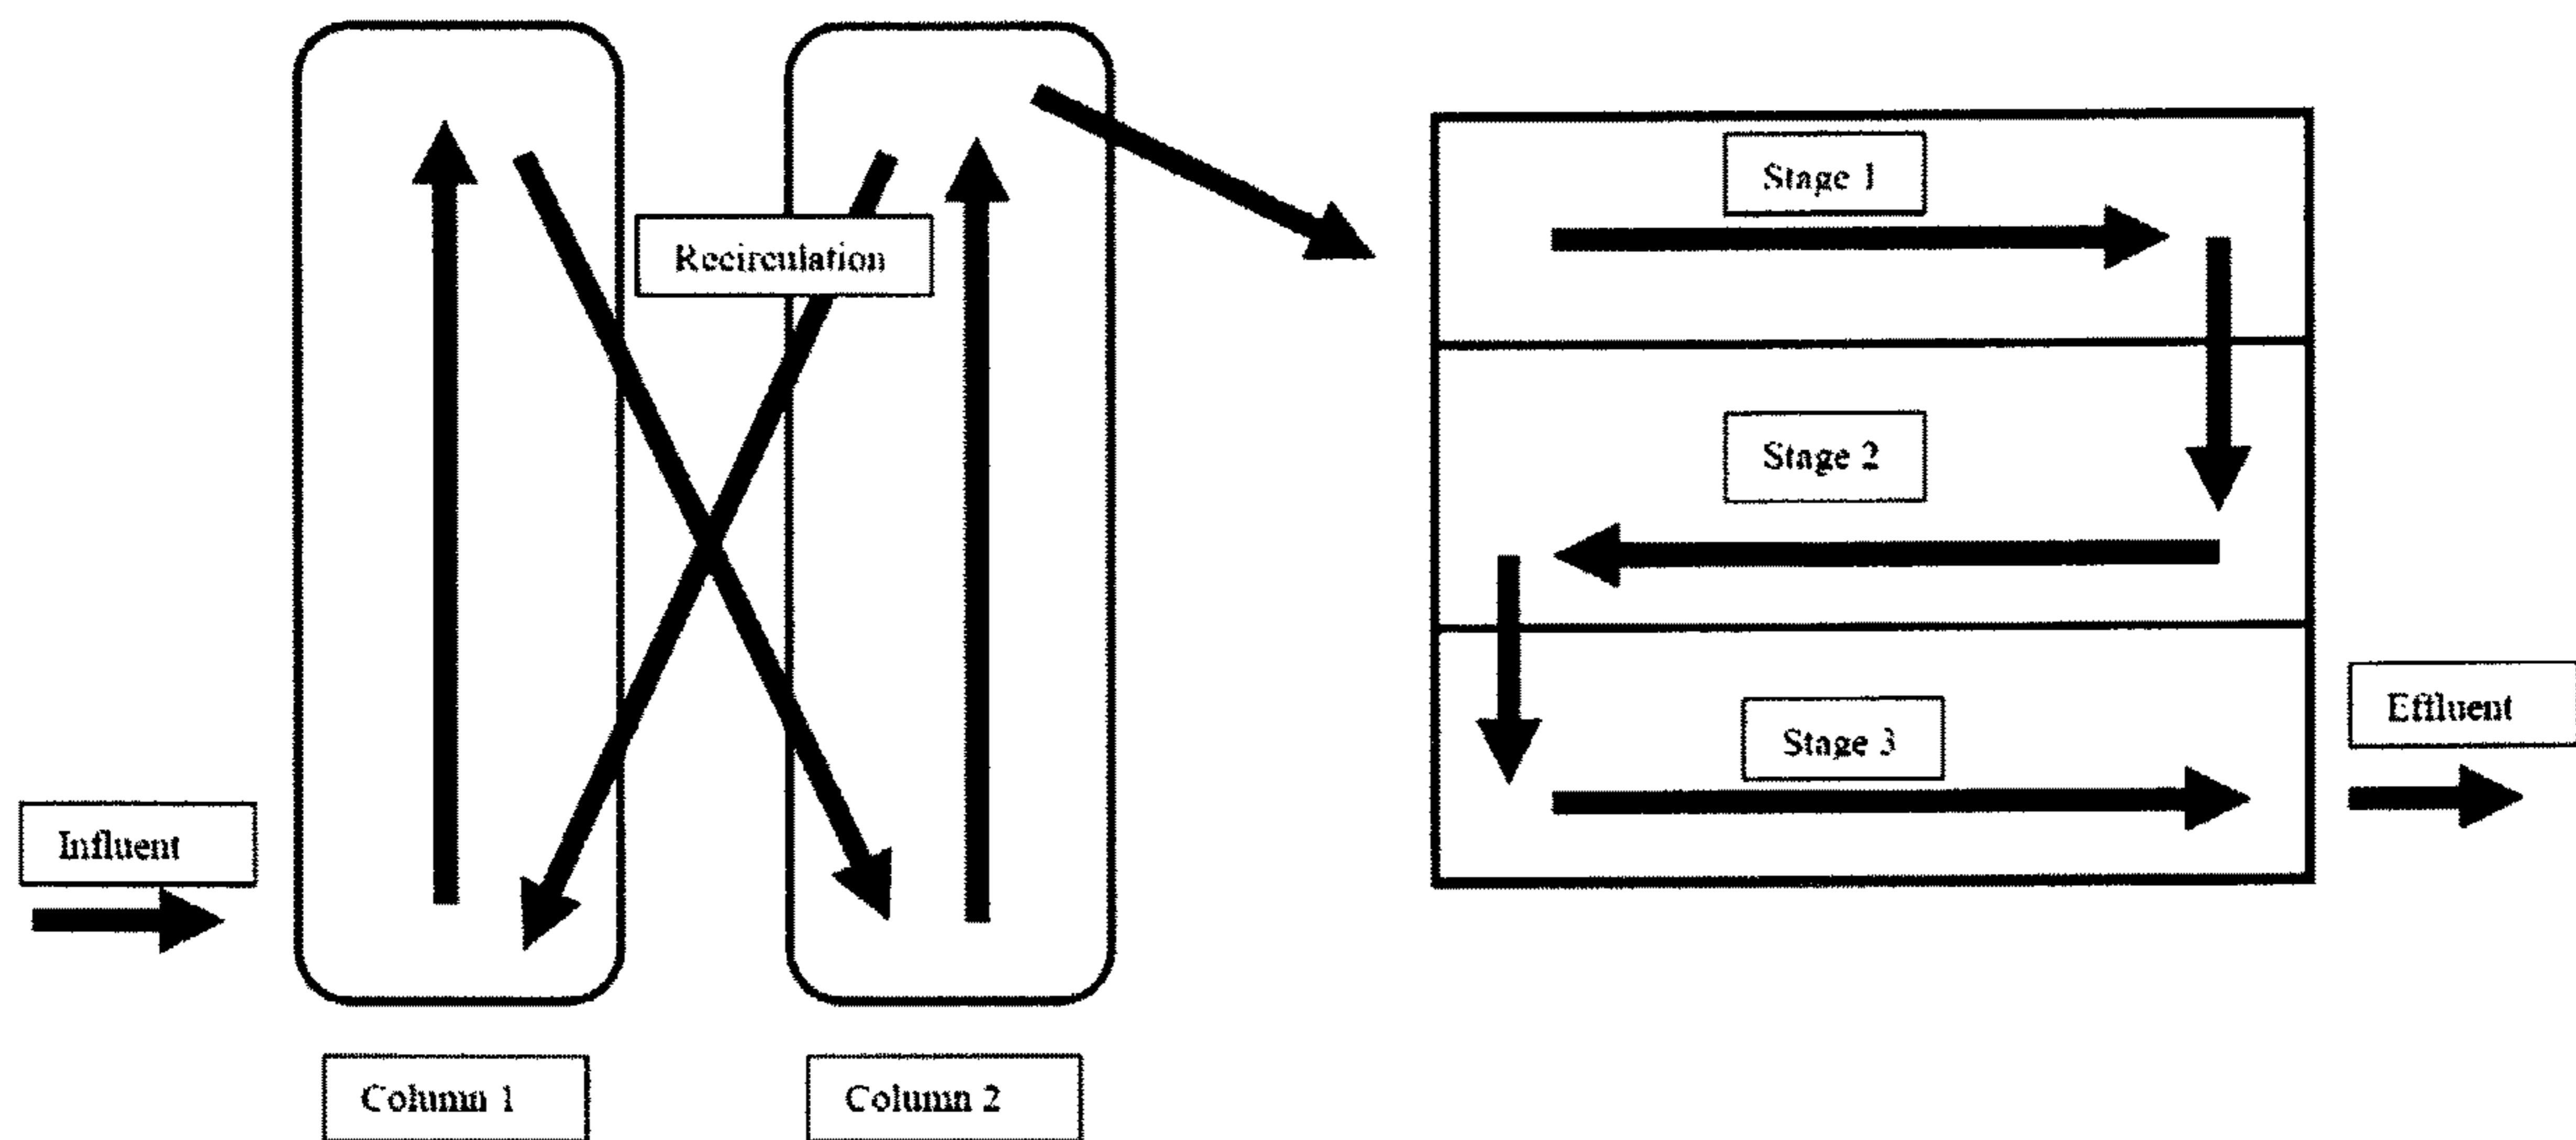 Stage 1
Recirculation
Stage 2
Effluent
Stage 3
Influent
Column 1
Column 2